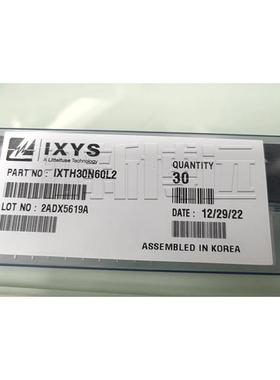 IXYS
A Littelfuse Technology
QUANTITY
PART NO : IXTH30N60L2
30
LOT NO : 2ADX5619A
DATE : 12/29/22
ASSEMBLED IN KOREA